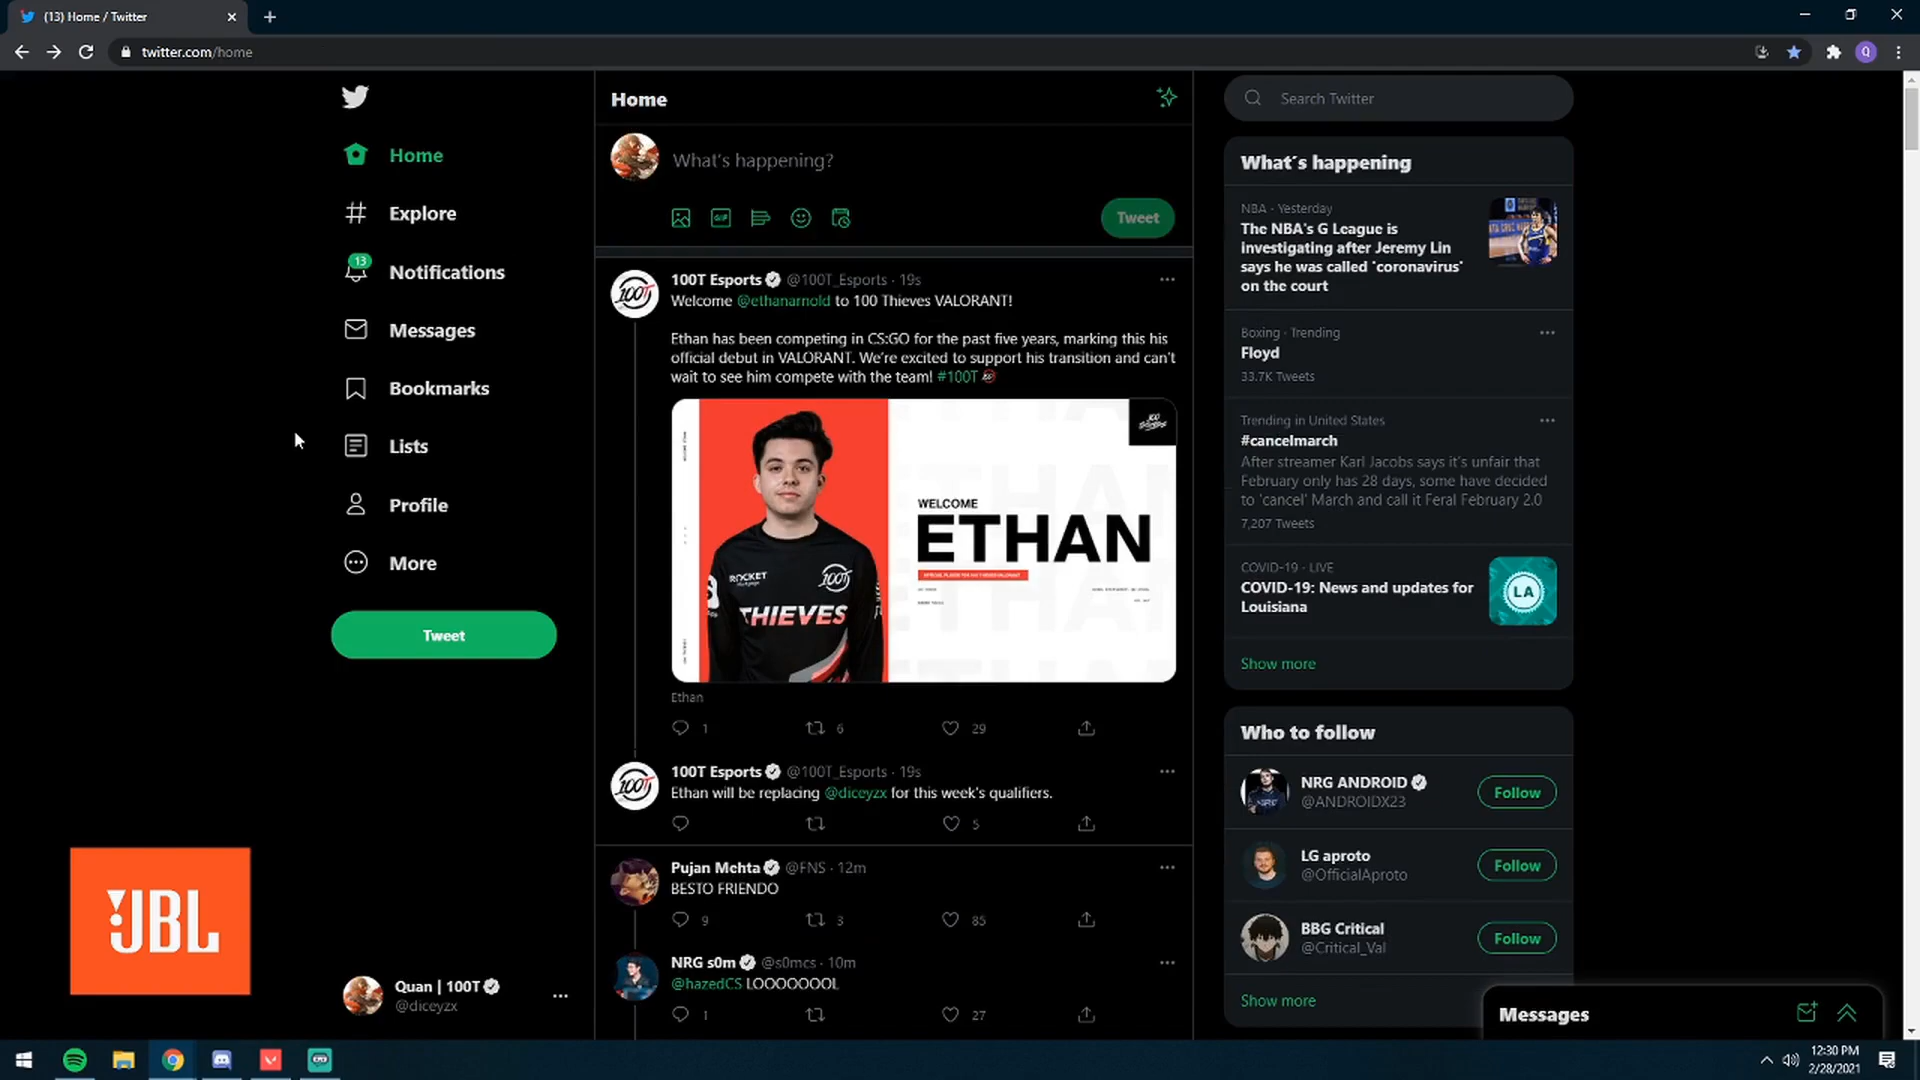 (13) Home / Twitter
twitter.com/home
Q
Home
Explore
13
Notifications
Messages
Bookmarks
Lists
Profile
More
Tweet
JBL
Quan | 100T
@diceyzx
Home
What's happening?
GIF
Tweet
100T Esports @100T_Esports · 19s
Welcome @ethanarnold to 100 Thieves VALORANT!
Ethan has been competing in CS:GO for the past five years, marking this his
official debut in VALORANT. We're excited to support his transition and can't
wait to see him compete with the team! #100T
100T
ROCKET
100T
THIEVES
WELCOME
ETHAN
Ethan
1 6 29
100T Esports @100T_Esports · 19s
Ethan will be replacing @diceyzx for this week's qualifiers.
100T
5
Pujan Mehta @FNS · 12m
BESTO FRIENDO
9 3 85
NRG s0m @s0mcs · 10m
@hazedCS LOOOOOOOL
1 27
Search Twitter
What's happening
NBA · Yesterday
The NBA's G League is
investigating after Jeremy Lin
says he was called 'coronavirus'
on the court
Boxing · Trending
Floyd
33.7K Tweets
Trending in United States
#cancelmarch
After streamer Karl Jacobs says it's unfair that
February only has 28 days, some have decided
to 'cancel' March and call it Feral February 2.0
7,207 Tweets
COVID-19 · LIVE
COVID-19: News and updates for
Louisiana
LA
Show more
Who to follow
NRG ANDROID
@ANDROIDX23
Follow
LG aproto
@OfficialAproto
Follow
BBG Critical
@Critical_Val
Follow
Show more
Messages
12:30 PM
2/28/2021